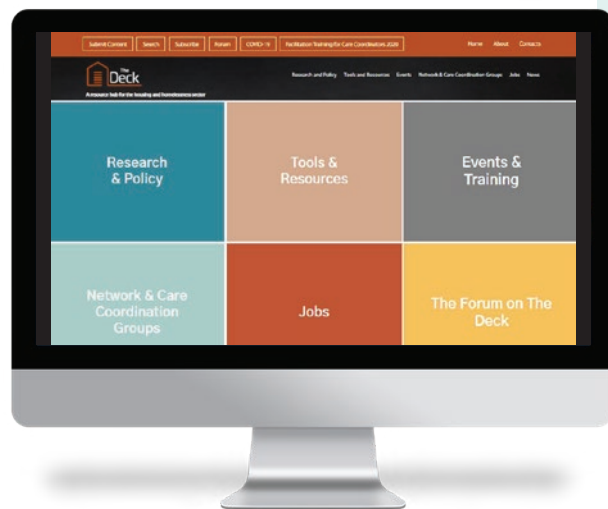 Submit Content Search Subscribe Forum COVID-19 Facilitation Training for Care Coordinators 2020 Home About Contacts
The
Deck
A resource hub for the housing and homelessness sector
Research and Policy Tools and Resources Events Network & Care Coordination Groups Jobs News
Research
& Policy
Tools &
Resources
Events &
Training
Network & Care
Coordination
Groups
Jobs
The Forum on The
Deck